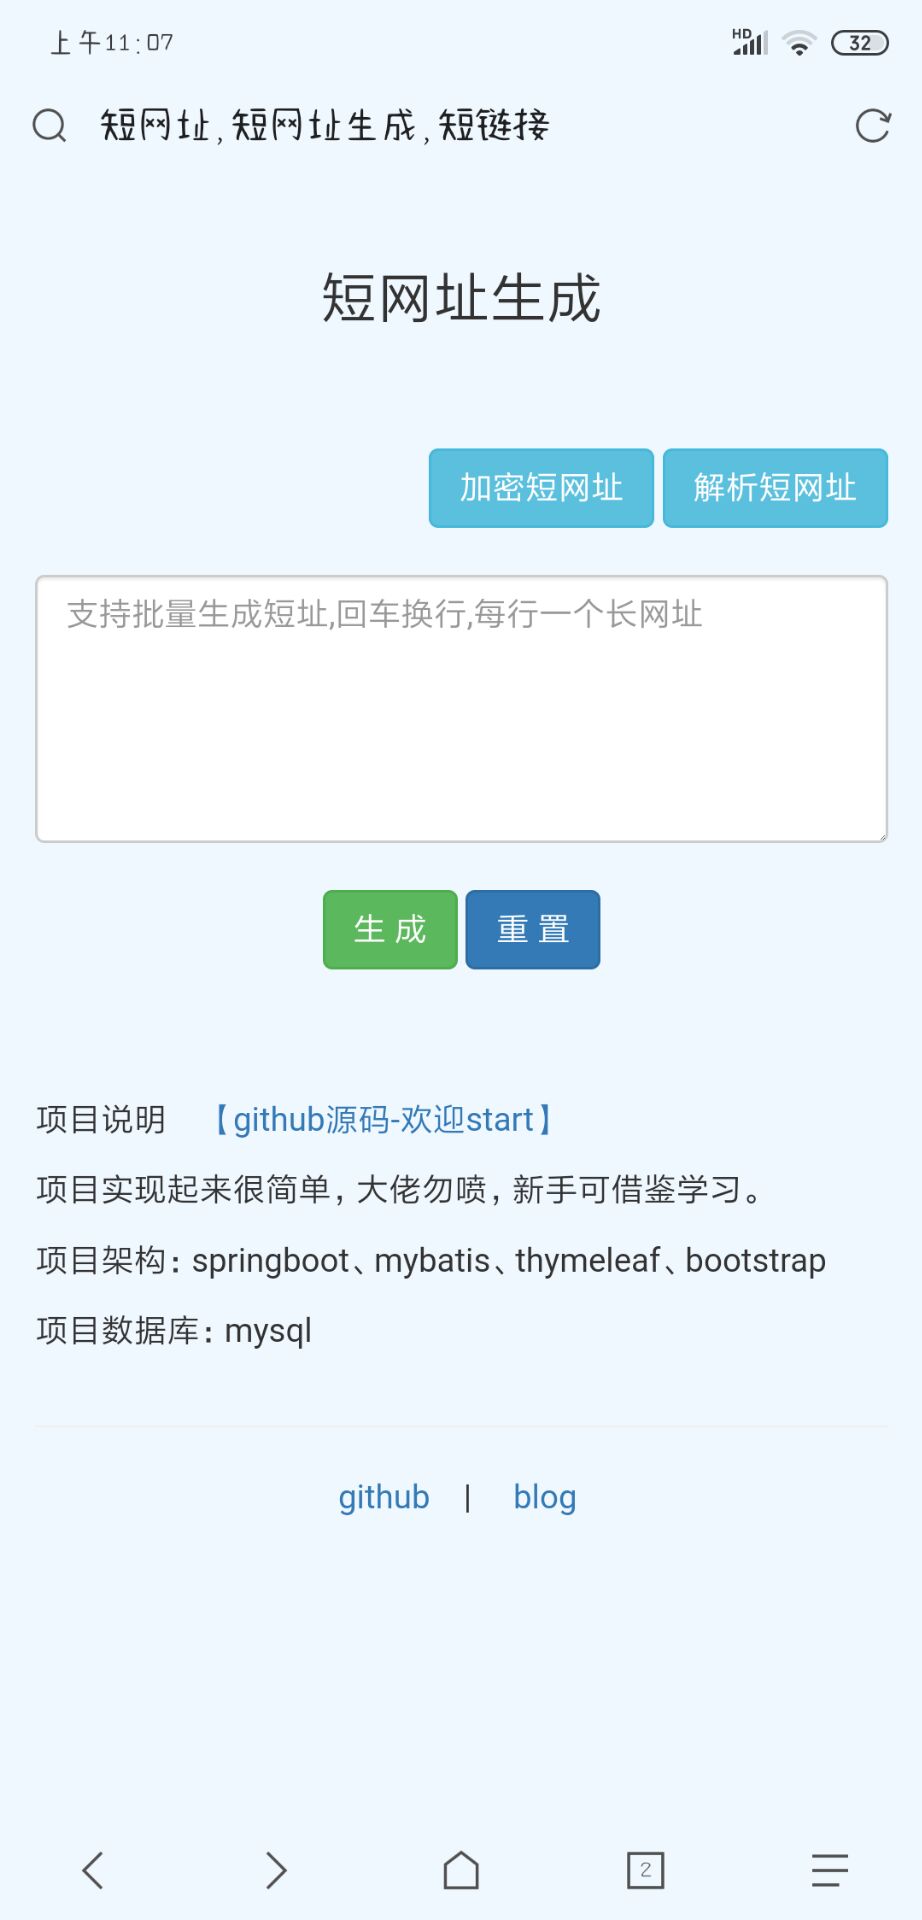 上午11:07
HD
32
短网址,短网址生成,短链接
短网址生成
加密短网址 解析短网址
支持批量生成短址,回车换行,每行一个长网址
生 成 重 置
项目说明 【github源码-欢迎start】
项目实现起来很简单，大佬勿喷，新手可借鉴学习。
项目架构：springboot、mybatis、thymeleaf、bootstrap
项目数据库：mysql
github | blog
2